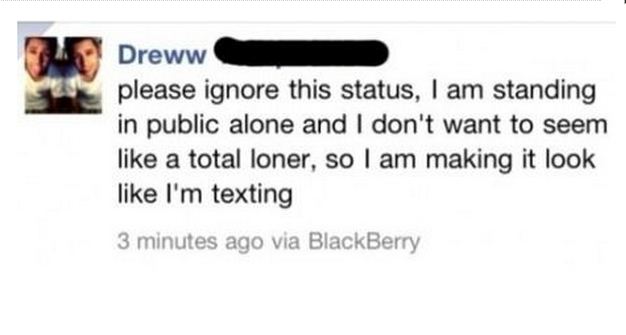 Dreww
please ignore this status, I am standing
in public alone and I don't want to seem
like a total loner, so I am making it look
like I'm texting
3 minutes ago via BlackBerry